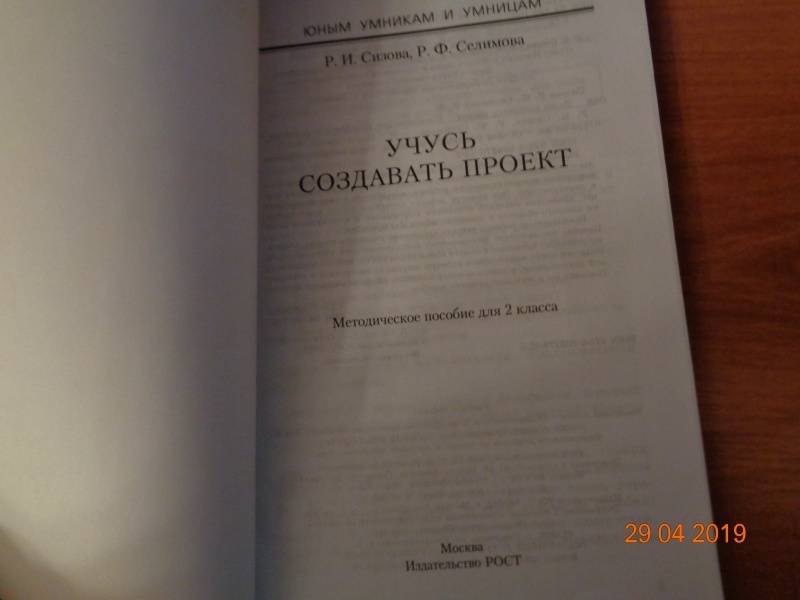 ЮНЫМ УМНИКАМ И УМНИЦАМ
Р. И. Сизова, Р. Ф. Селимова
УЧУСЬ
СОЗДАВАТЬ ПРОЕКТ
Методическое пособие для 2 класса
Москва
Издательство РОСТ
29 04 2019